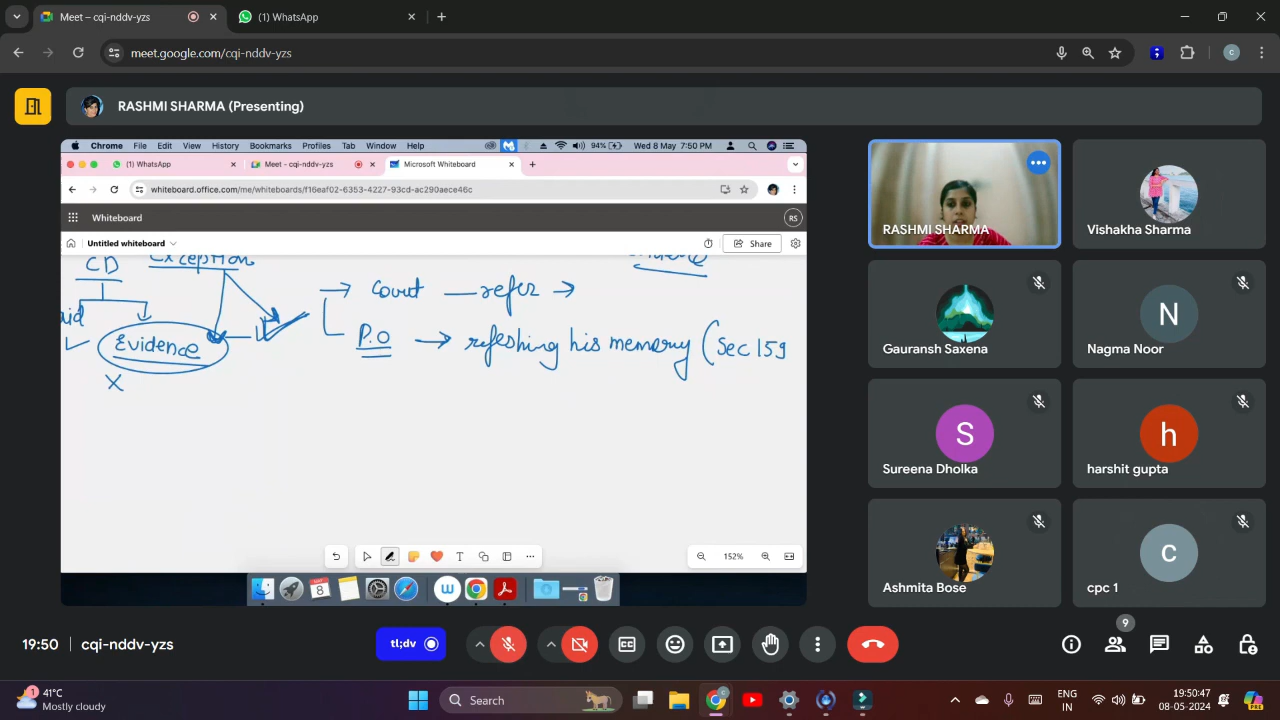 Meet – cqi-nddv-yzs
(1) WhatsApp
meet.google.com/cqi-nddv-yzs
c
RASHMI SHARMA (Presenting)
Chrome File Edit View History Bookmarks Profiles Tab Window Help 94% Wed 8 May 7:50 PM
(1) WhatsApp
Meet – cqi-nddv-yzs
Microsoft Whiteboard
whiteboard.office.com/me/whiteboards/f16eaf02-6353-4227-93cd-ac290aece46c
Whiteboard
RS
Untitled whiteboard
Share
CD Exception
Court — refer →
aid
Evidence
P.O → refreshing his memory (Sec 159
X
152%
RASHMI SHARMA
Vishakha Sharma
Gauransh Saxena
N
Nagma Noor
S
Sureena Dholka
h
harshit gupta
Ashmita Bose
c
cpc 1
19:50 | cqi-nddv-yzs
tl;dv
9
1
41°C
Mostly cloudy
Search
ENG
IN
19:50:47
08-05-2024